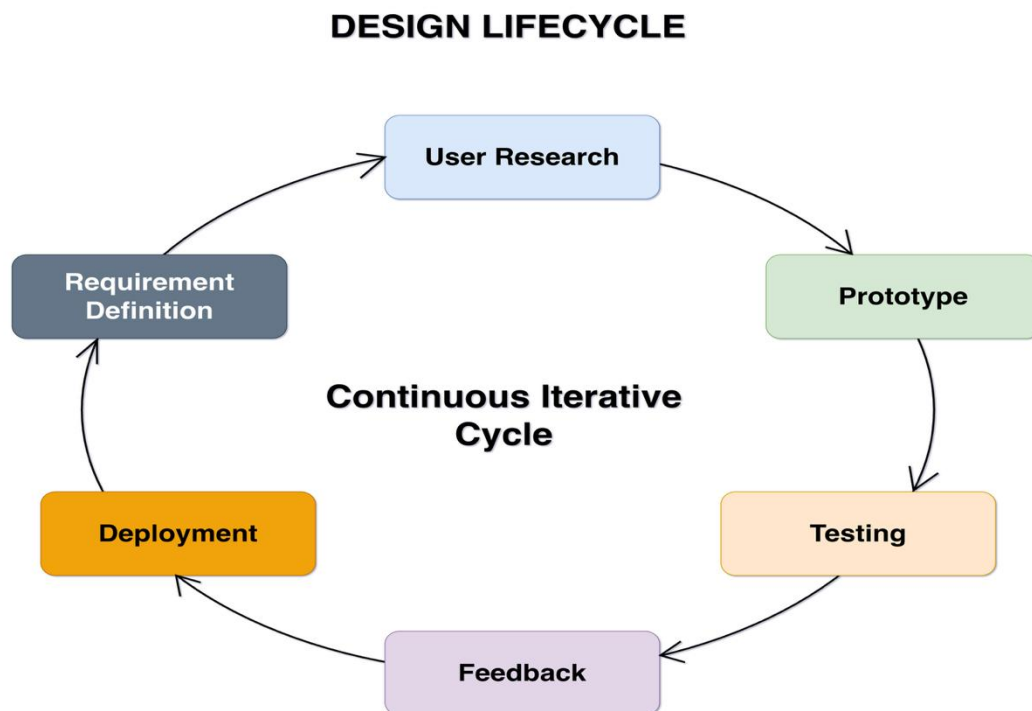 DESIGN LIFECYCLE
User Research
Requirement
Definition
Prototype
Continuous Iterative
Cycle
Deployment
Testing
Feedback